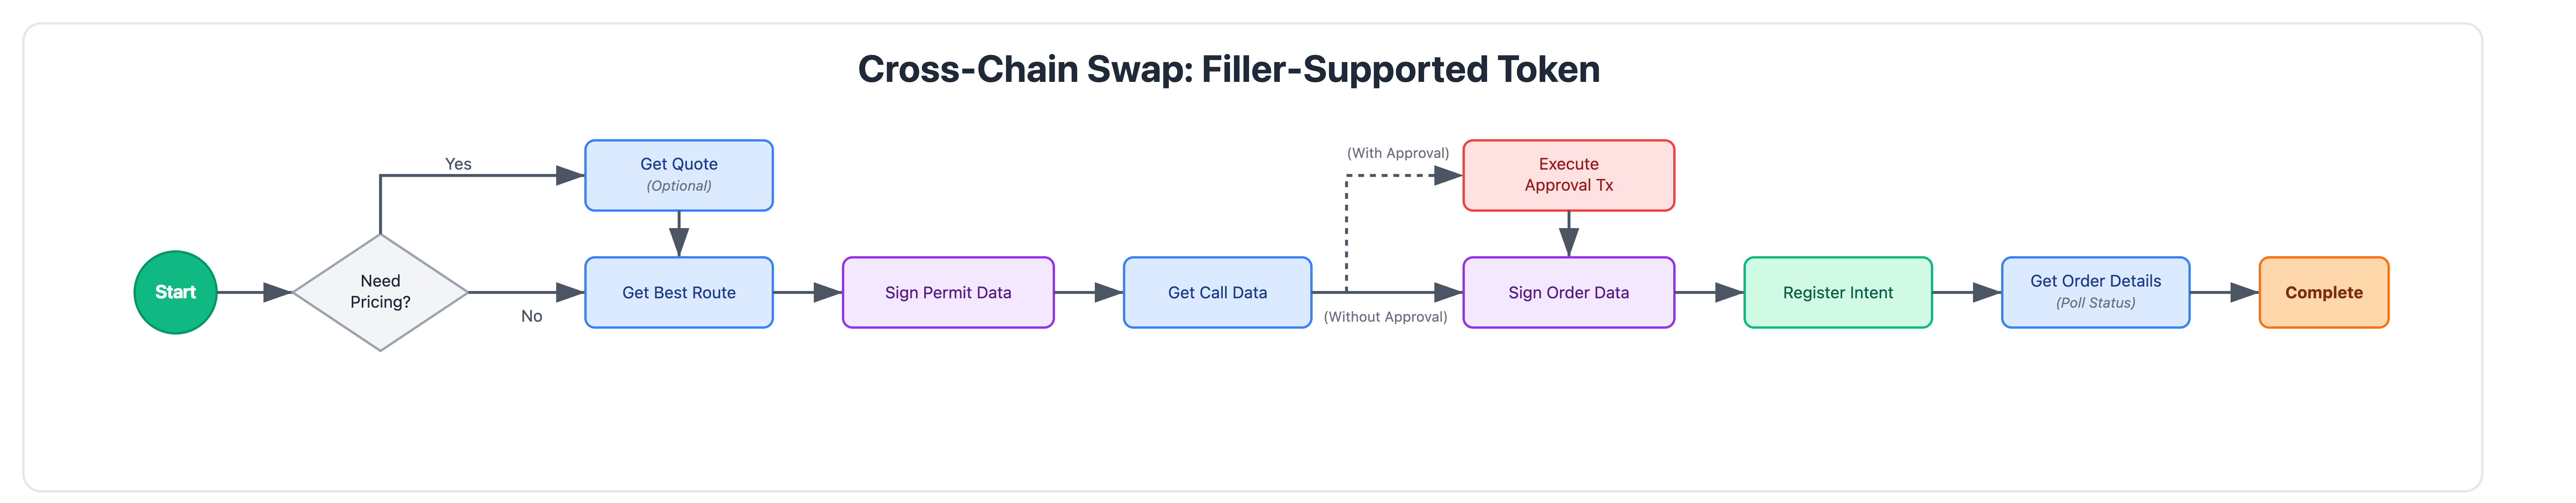 Cross-Chain Swap: Filler-Supported Token
Start
Need
Pricing?
Yes
No
Get Quote
(Optional)
Get Best Route
Sign Permit Data
Get Call Data
(With Approval)
(Without Approval)
Execute
Approval Tx
Sign Order Data
Register Intent
Get Order Details
(Poll Status)
Complete